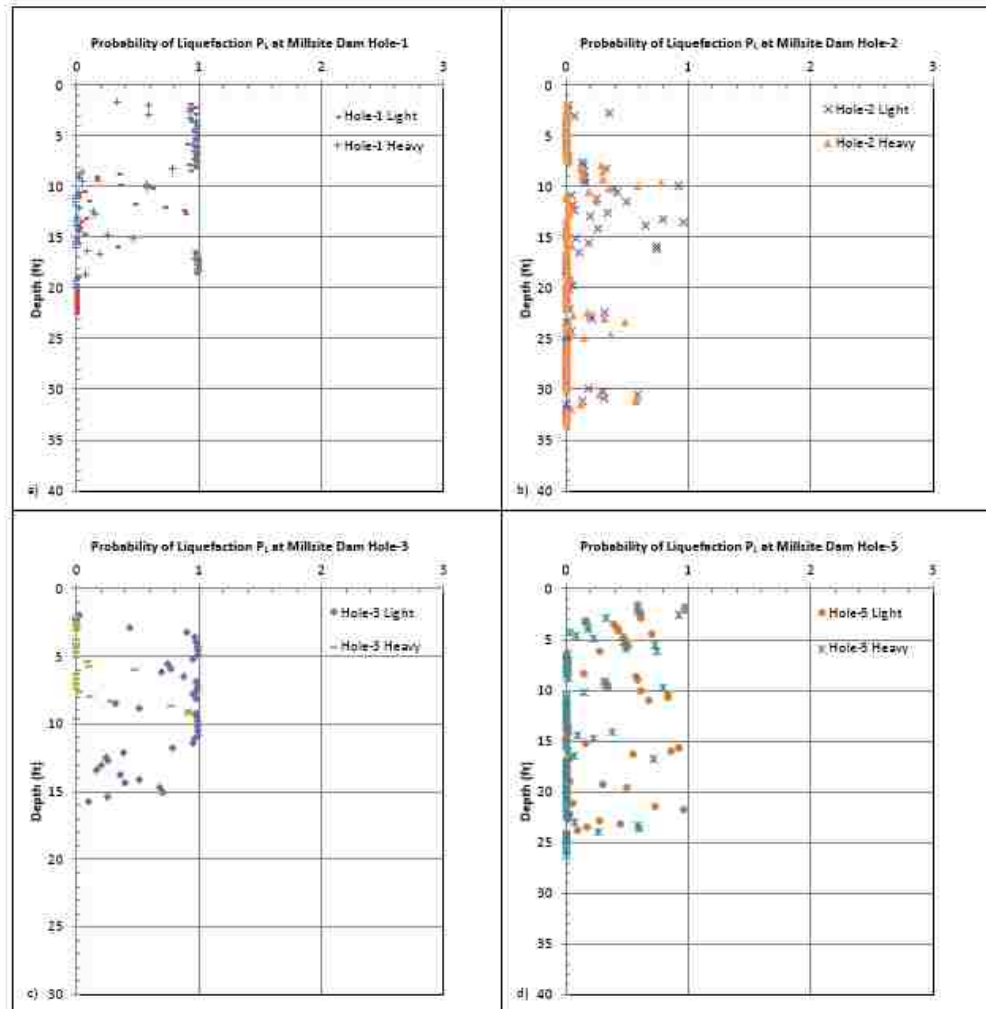 Probability of Liquefaction PL at Millsite Dam Hole-1
0 1 2 3
0
5
10
15
20
25
30
35
40
Depth (ft)
Hole-1 Light
Hole-1 Heavy
a)
Probability of Liquefaction PL at Millsite Dam Hole-2
0 1 2 3
0
5
10
15
20
25
30
35
40
Depth (ft)
Hole-2 Light
Hole-2 Heavy
b)
Probability of Liquefaction PL at Millsite Dam Hole-3
0 1 2 3
0
5
10
15
20
25
30
Depth (ft)
Hole-3 Light
Hole-3 Heavy
c)
Probability of Liquefaction PL at Millsite Dam Hole-5
0 1 2 3
0
5
10
15
20
25
30
35
40
Depth (ft)
Hole-5 Light
Hole-5 Heavy
d)